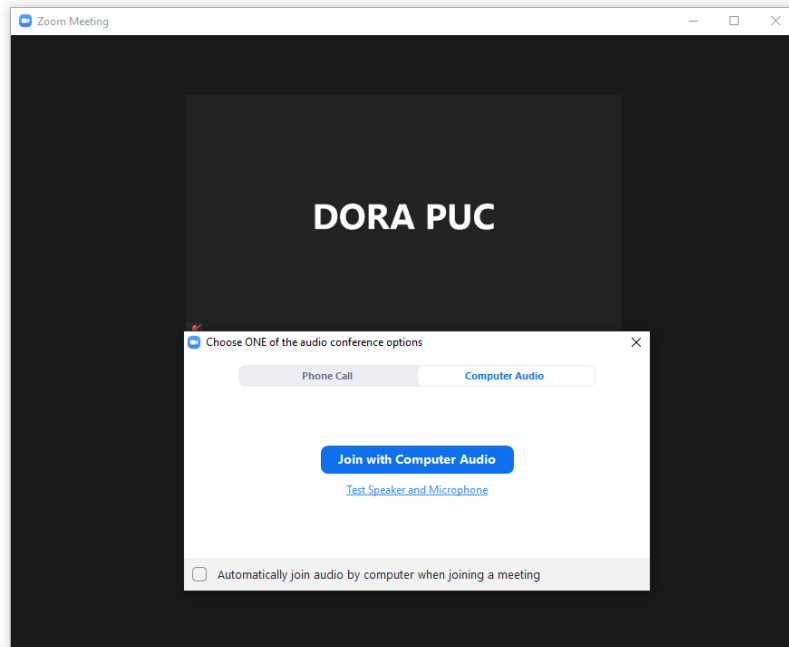 Zoom Meeting
DORA PUC
Choose ONE of the audio conference options
Phone Call
Computer Audio
Join with Computer Audio
Test Speaker and Microphone
Automatically join audio by computer when joining a meeting